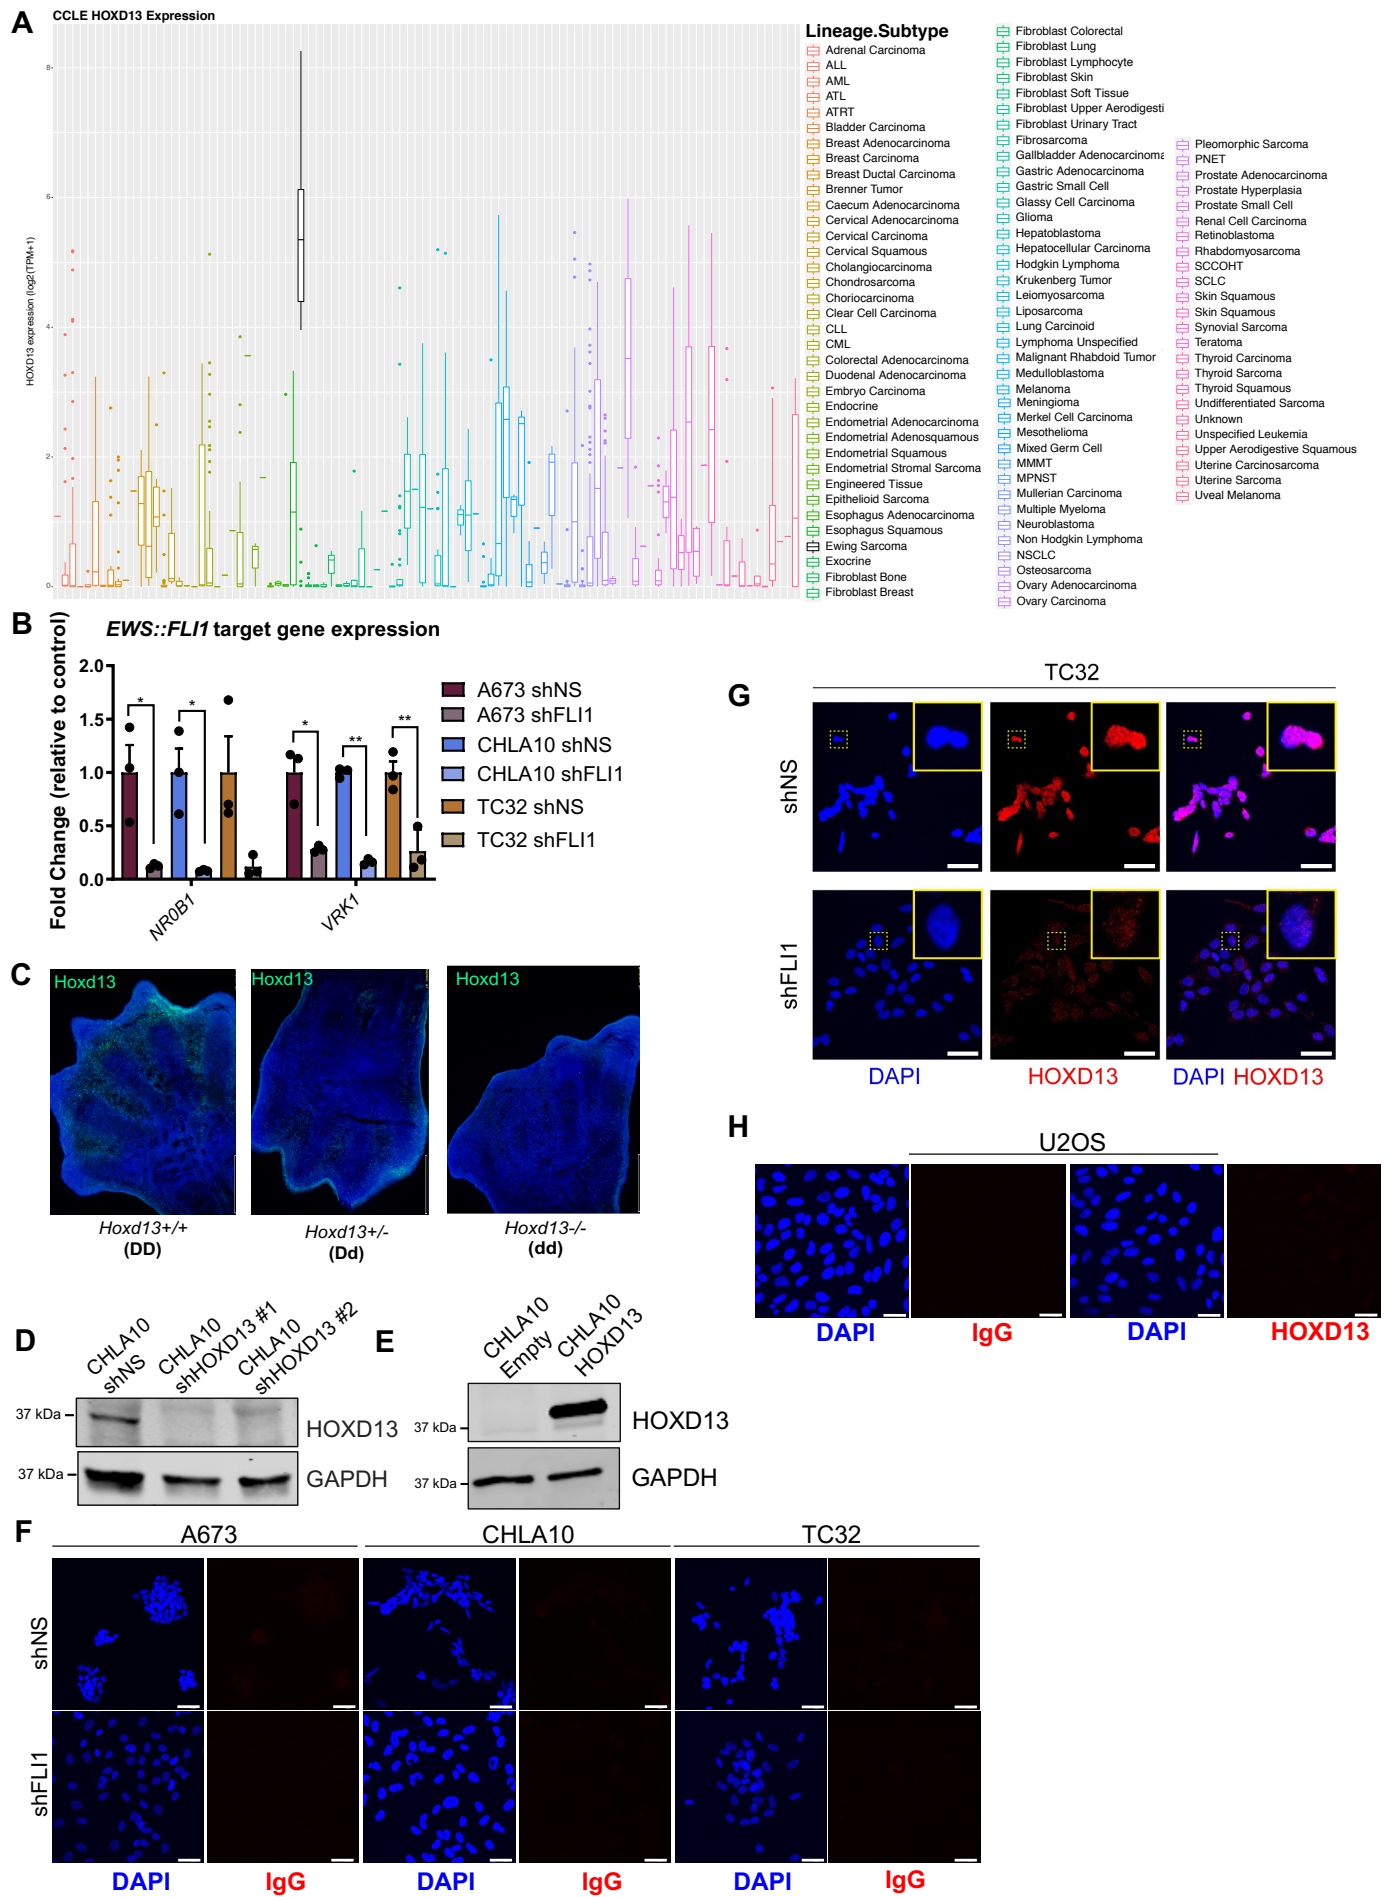 A
CCLE HOXD13 Expression
HOXD13 expression (log2(TPM+1)
8
6
4
2
0
Lineage.Subtype
Adrenal Carcinoma
ALL
AML
ATL
ATRT
Bladder Carcinoma
Breast Adenocarcinoma
Breast Carcinoma
Breast Ductal Carcinoma
Brenner Tumor
Caecum Adenocarcinoma
Cervical Adenocarcinoma
Cervical Carcinoma
Cervical Squamous
Cholangiocarcinoma
Chondrosarcoma
Choriocarcinoma
Clear Cell Carcinoma
CLL
CML
Colorectal Adenocarcinoma
Duodenal Adenocarcinoma
Embryo Carcinoma
Endocrine
Endometrial Adenocarcinoma
Endometrial Adenosquamous
Endometrial Squamous
Endometrial Stromal Sarcoma
Engineered Tissue
Epithelioid Sarcoma
Esophagus Adenocarcinoma
Esophagus Squamous
Ewing Sarcoma
Exocrine
Fibroblast Bone
Fibroblast Breast
Fibroblast Colorectal
Fibroblast Lung
Fibroblast Lymphocyte
Fibroblast Skin
Fibroblast Soft Tissue
Fibroblast Upper Aerodigesti
Fibroblast Urinary Tract
Fibrosarcoma
Gallbladder Adenocarcinoma
Gastric Adenocarcinoma
Gastric Small Cell
Glassy Cell Carcinoma
Glioma
Hepatoblastoma
Hepatocellular Carcinoma
Hodgkin Lymphoma
Krukenberg Tumor
Leiomyosarcoma
Liposarcoma
Lung Carcinoid
Lymphoma Unspecified
Malignant Rhabdoid Tumor
Medulloblastoma
Melanoma
Meningioma
Merkel Cell Carcinoma
Mesothelioma
Mixed Germ Cell
MMMT
MPNST
Mullerian Carcinoma
Multiple Myeloma
Neuroblastoma
Non Hodgkin Lymphoma
NSCLC
Osteosarcoma
Ovary Adenocarcinoma
Ovary Carcinoma
Pleomorphic Sarcoma
PNET
Prostate Adenocarcinoma
Prostate Hyperplasia
Prostate Small Cell
Renal Cell Carcinoma
Retinoblastoma
Rhabdomyosarcoma
SCCOHT
SCLC
Skin Squamous
Skin Squamous
Synovial Sarcoma
Teratoma
Thyroid Carcinoma
Thyroid Sarcoma
Thyroid Squamous
Undifferentiated Sarcoma
Unknown
Unspecified Leukemia
Upper Aerodigestive Squamous
Uterine Carcinosarcoma
Uterine Sarcoma
Uveal Melanoma
B
EWS::FLI1 target gene expression
Fold Change (relative to control)
2.0
1.5
1.0
0.5
0.0
* * * ** **
NR0B1
VRK1
A673 shNS
A673 shFLI1
CHLA10 shNS
CHLA10 shFLI1
TC32 shNS
TC32 shFLI1
C
Hoxd13 Hoxd13 Hoxd13
Hoxd13+/+ Hoxd13+/- Hoxd13-/-
(DD) (Dd) (dd)
D
CHLA10
shNS
CHLA10
shHOXD13 #1
CHLA10
shHOXD13 #2
37 kDa
HOXD13
37 kDa
GAPDH
E
CHLA10
Empty
CHLA10
HOXD13
37 kDa
HOXD13
37 kDa
GAPDH
F
A673 CHLA10 TC32
shNS
shFLI1
DAPI IgG DAPI IgG DAPI IgG
G
TC32
shNS
shFLI1
DAPI HOXD13 DAPI HOXD13
H
U2OS
DAPI IgG DAPI HOXD13